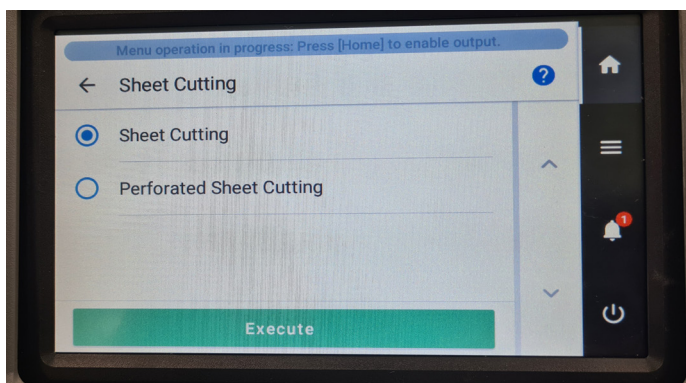 Menu operation in progress: Press [Home] to enable output.
← Sheet Cutting
?
Sheet Cutting
Perforated Sheet Cutting
1
Execute